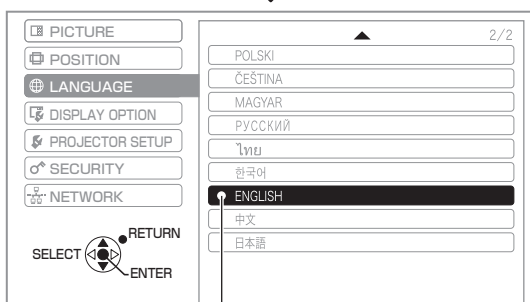 PICTURE
POSITION
LANGUAGE
DISPLAY OPTION
PROJECTOR SETUP
SECURITY
NETWORK
RETURN
SELECT
ENTER
2/2
POLSKI
ČEŠTINA
MAGYAR
РУССКИЙ
ไทย
한국어
ENGLISH
中文
日本語